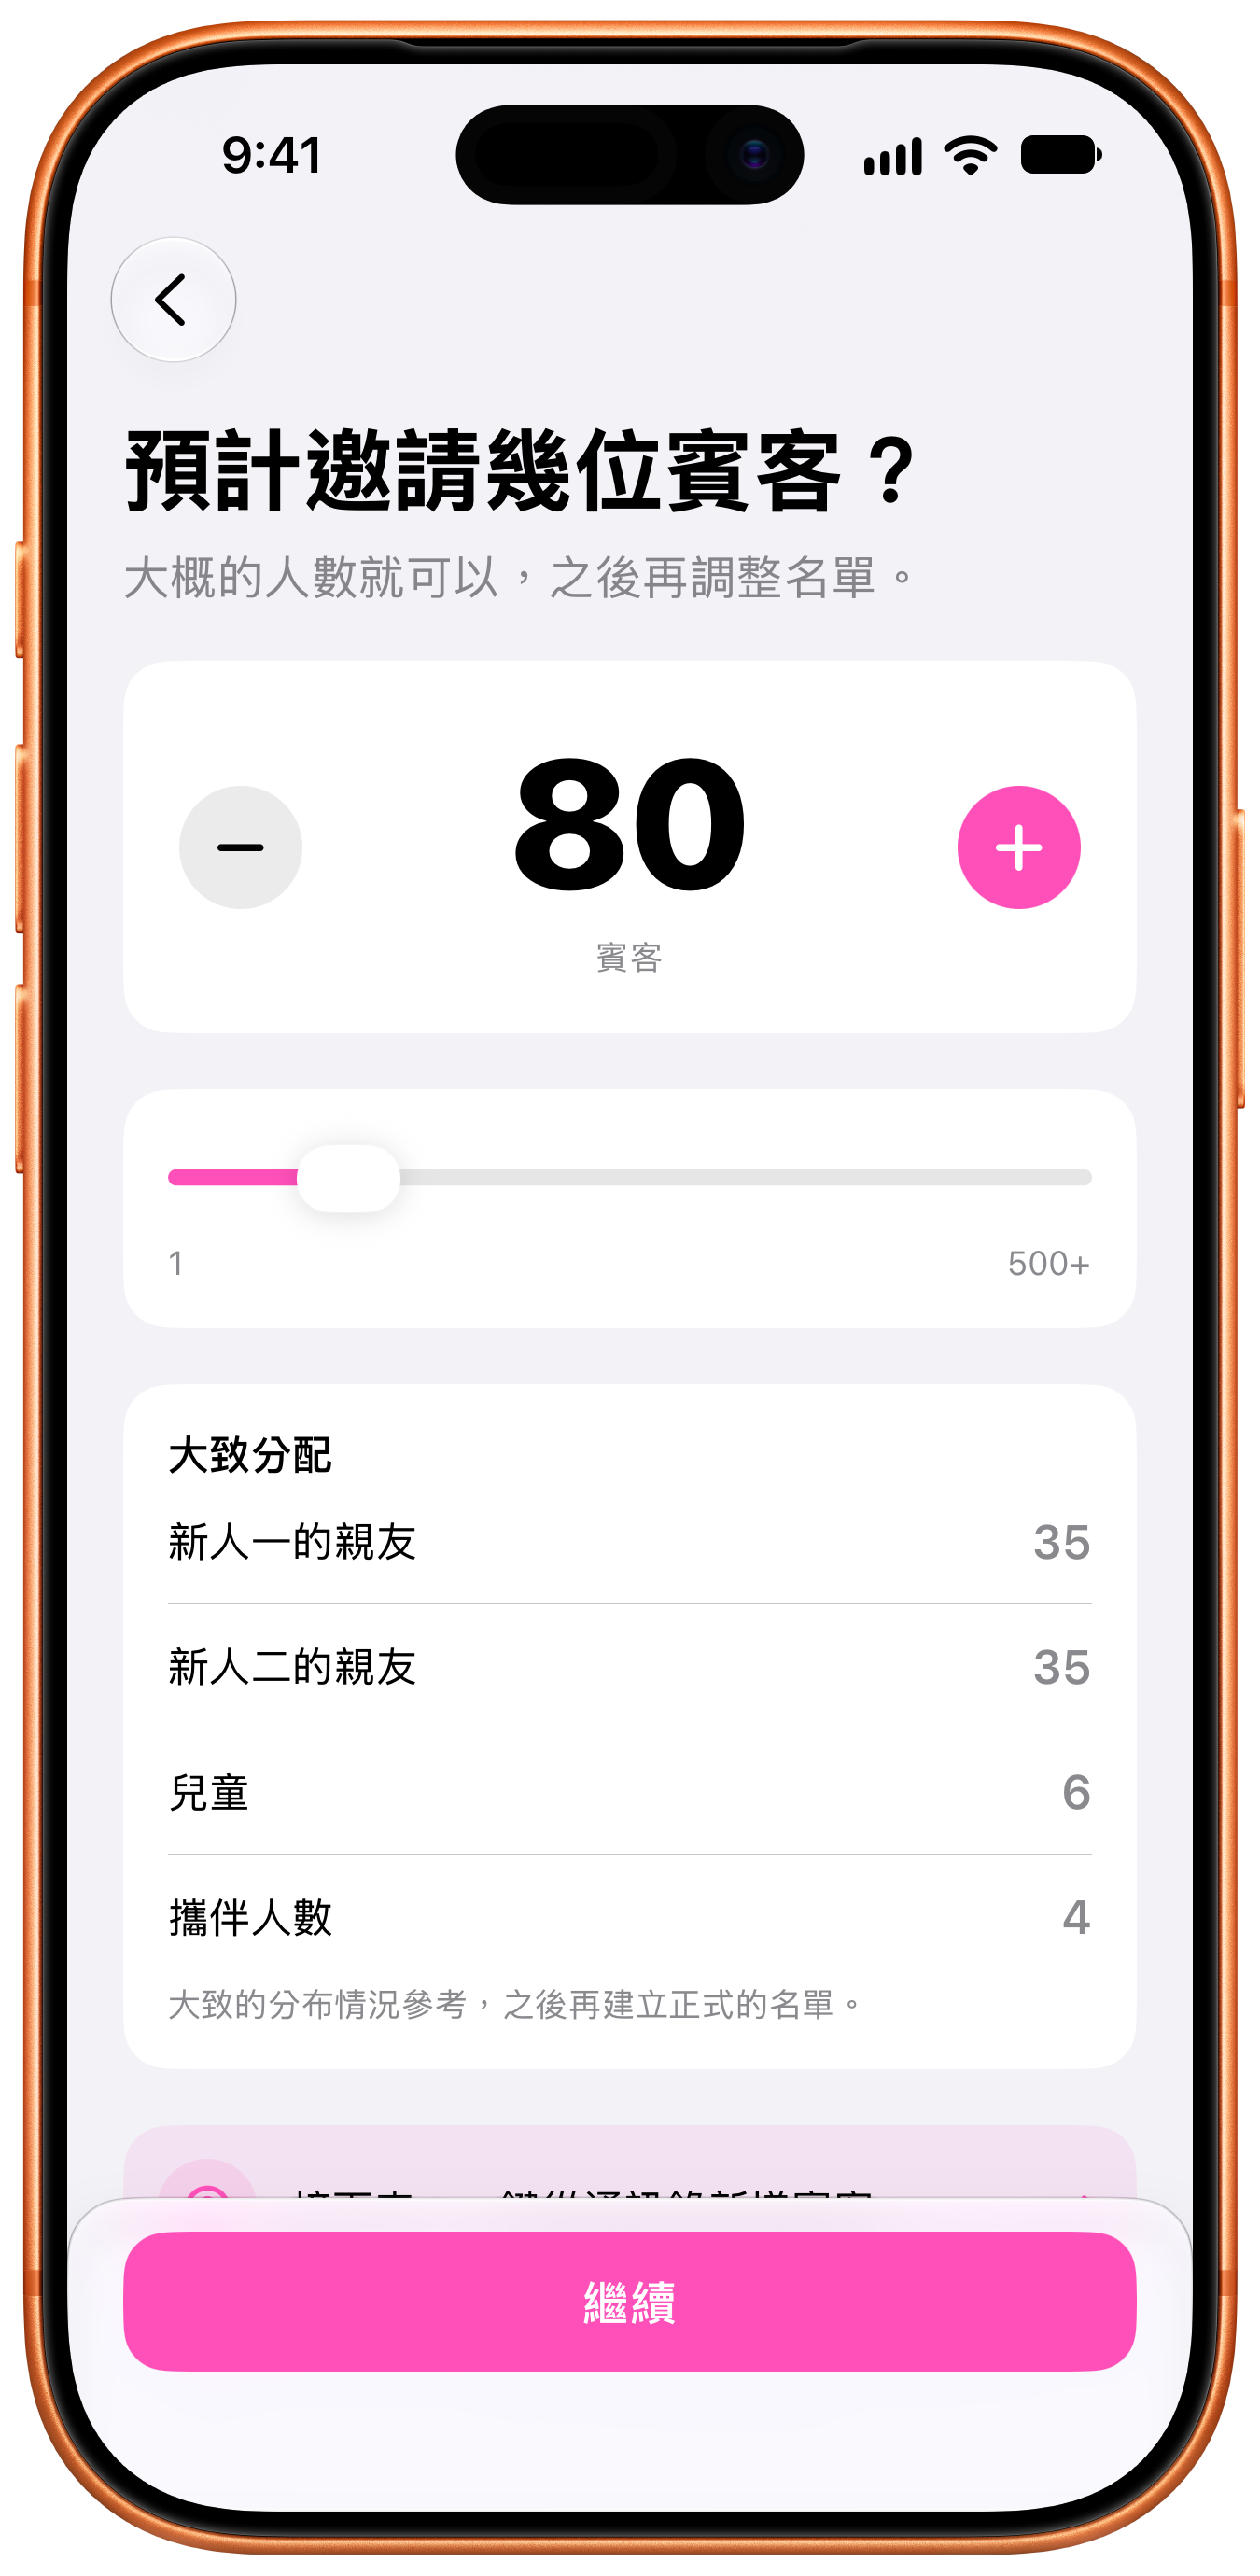 9:41
預計邀請幾位賓客？
大概的人數就可以，之後再調整名單。
80
賓客
1
500+
大致分配
新人一的親友
35
新人二的親友
35
兒童
6
攜伴人數
4
大致的分布情況參考，之後再建立正式的名單。
繼續